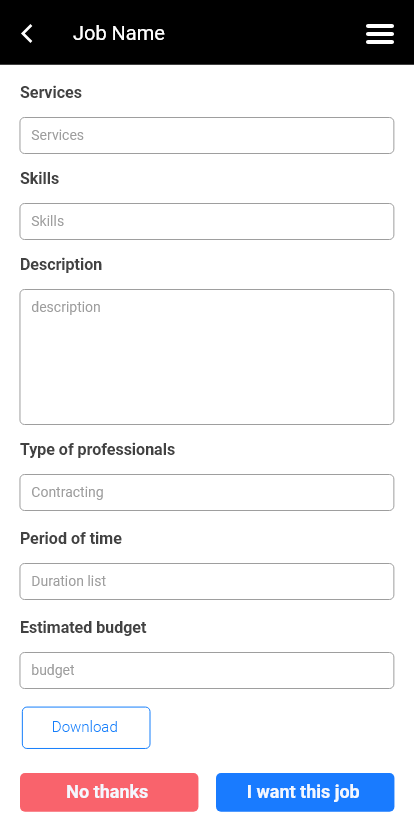 Job Name
Services
Services
Skills
Skills
Description
description
Type of professionals
Contracting
Period of time
Duration list
Estimated budget
budget
Download
No thanks
I want this job